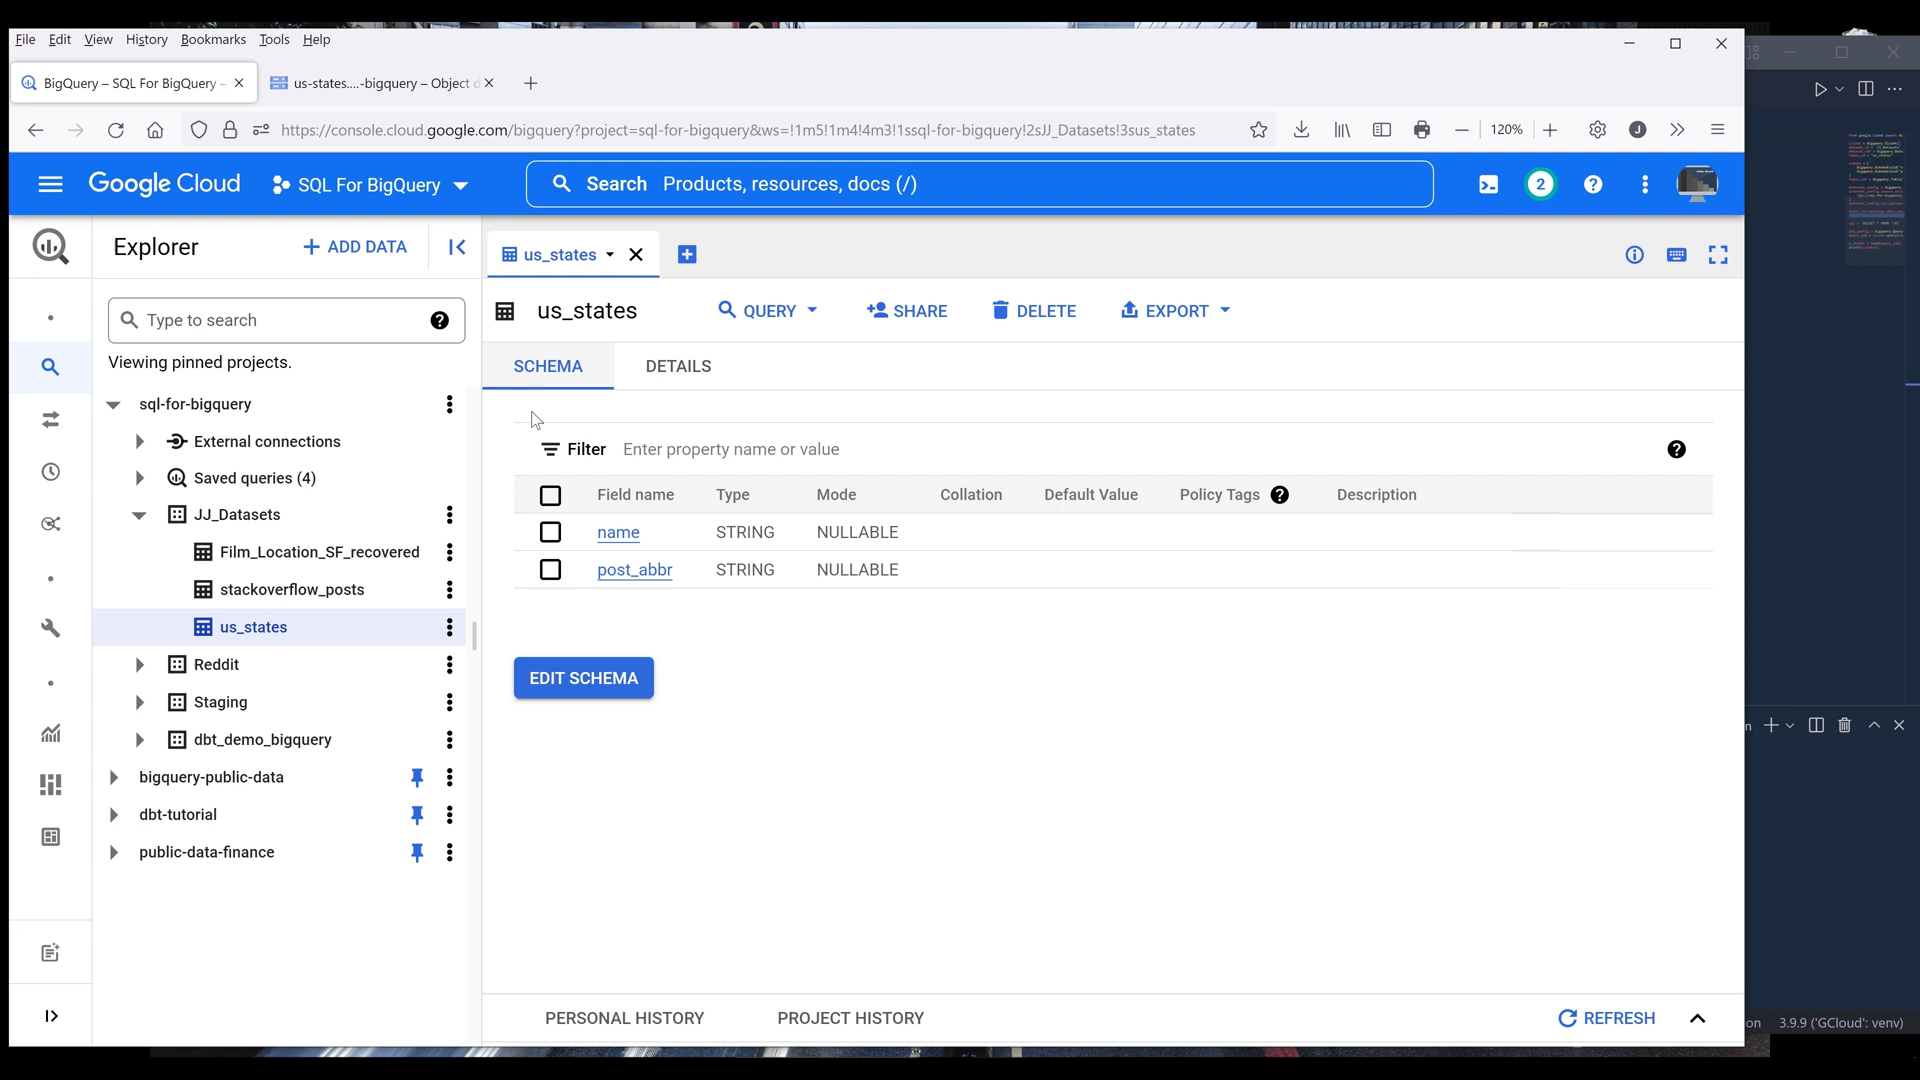 File Edit View History Bookmarks Tools Help
BigQuery – SQL For BigQuery –
us-states....-bigquery – Object d
https://console.cloud.google.com/bigquery?project=sql-for-bigquery&ws=!1m5!1m4!4m3!1ssql-for-bigquery!2sJJ_Datasets!3sus_states
120%
J
Google Cloud
SQL For BigQuery
Search Products, resources, docs (/)
2
Explorer
+ ADD DATA
us_states
Type to search
us_states
QUERY
SHARE
DELETE
EXPORT
Viewing pinned projects.
SCHEMA
DETAILS
sql-for-bigquery
External connections
Saved queries (4)
JJ_Datasets
Film_Location_SF_recovered
stackoverflow_posts
us_states
Reddit
Staging
dbt_demo_bigquery
bigquery-public-data
dbt-tutorial
public-data-finance
Filter Enter property name or value
Field name Type Mode Collation Default Value Policy Tags Description
name STRING NULLABLE
post_abbr STRING NULLABLE
EDIT SCHEMA
PERSONAL HISTORY
PROJECT HISTORY
REFRESH
on 3.9.9 ('GCloud': venv)